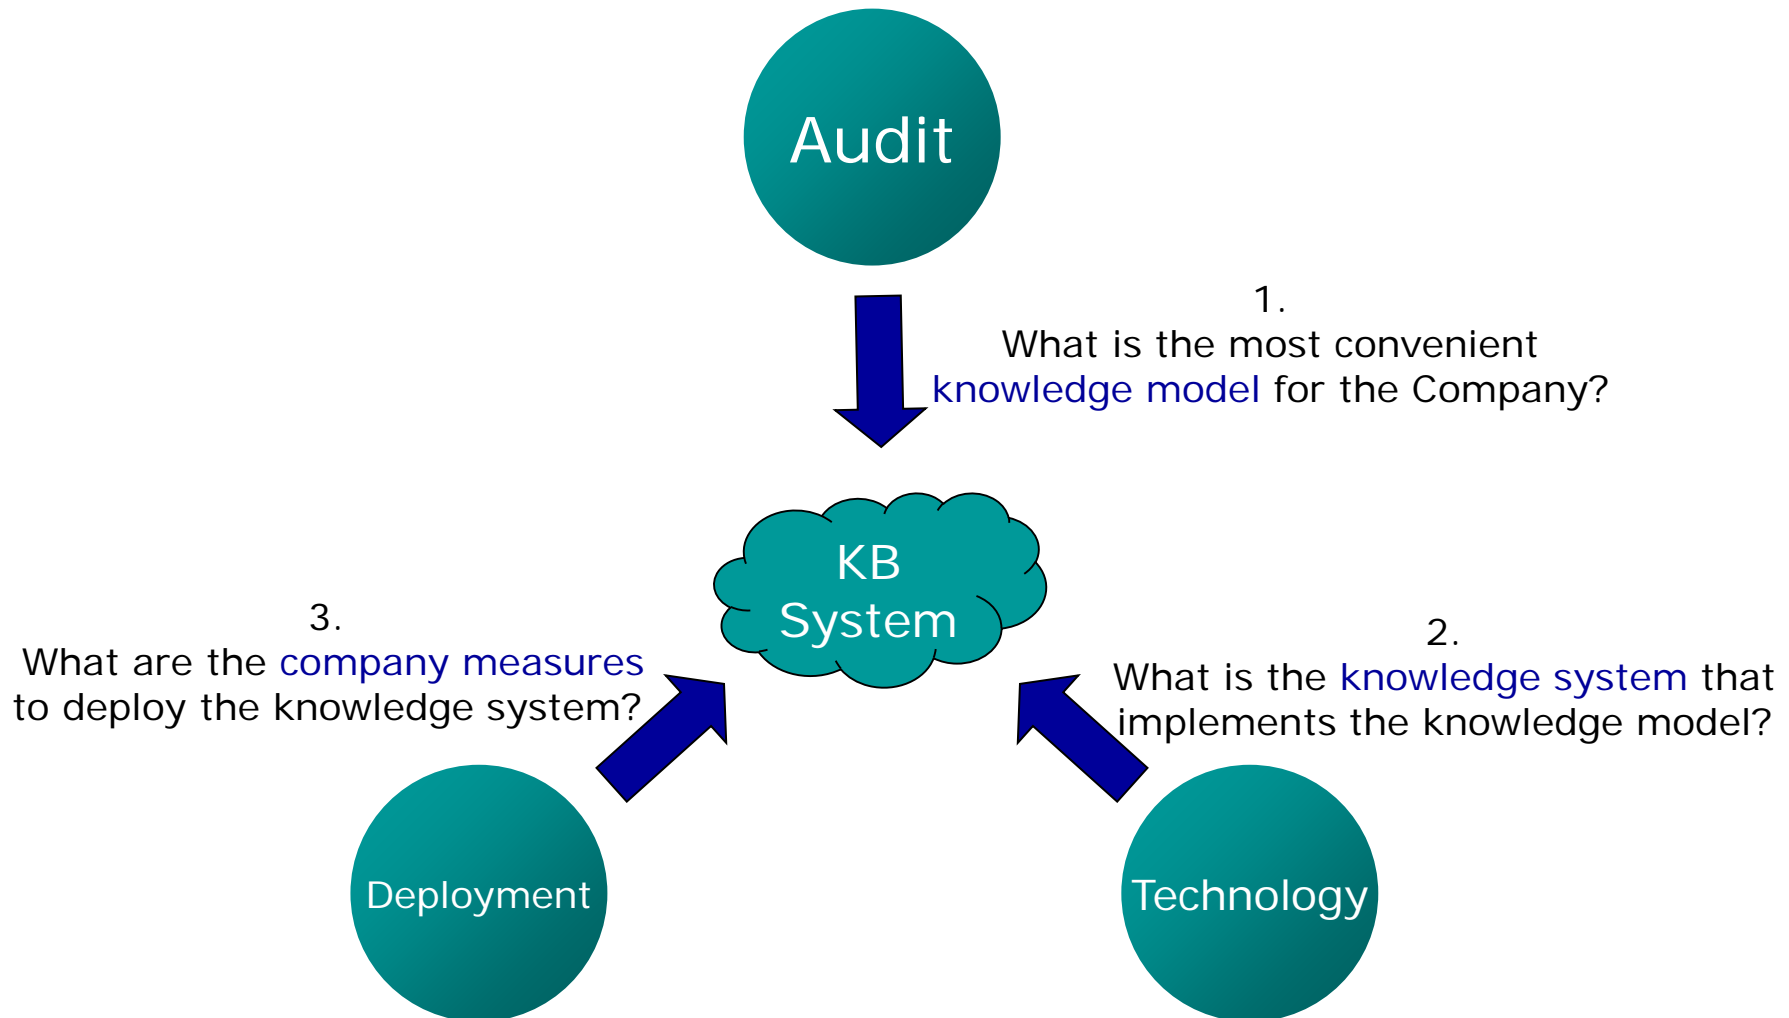 Audit
1.
What is the most convenient
knowledge model for the Company?
KB
System
3.
What are the company measures
to deploy the knowledge system?
2.
What is the knowledge system that
implements the knowledge model?
Deployment
Technology